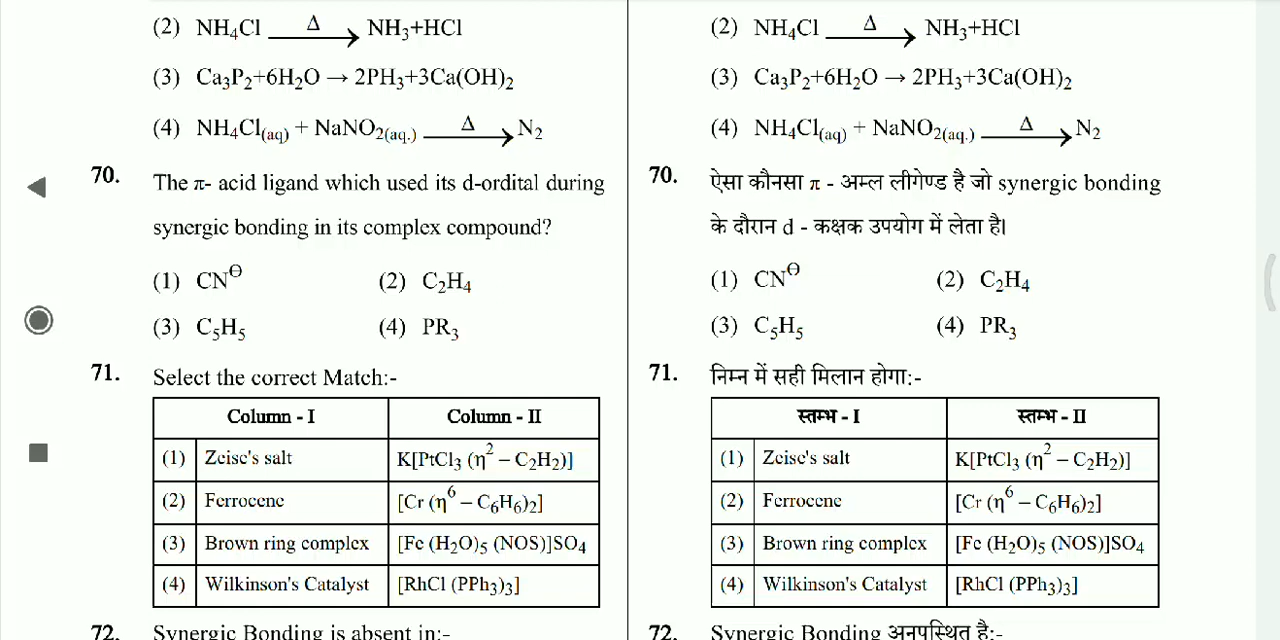 (2) NH₄Cl —Δ→ NH₃+HCl
(3) Ca₃P₂+6H₂O → 2PH₃+3Ca(OH)₂
(4) NH₄Cl(aq) + NaNO₂(aq.) —Δ→ N₂
70. The π- acid ligand which used its d-ordital during
synergic bonding in its complex compound?
(1) CN⊖ (2) C₂H₄
(3) C₅H₅ (4) PR₃
71. Select the correct Match:-
Column - I Column - II
(1) Zeise's salt K[PtCl₃ (η² – C₂H₂)]
(2) Ferrocene [Cr (η⁶ – C₆H₆)₂]
(3) Brown ring complex [Fe (H₂O)₅ (NOS)]SO₄
(4) Wilkinson's Catalyst [RhCl (PPh₃)₃]
72. Synergic Bonding is absent in:-
(2) NH₄Cl —Δ→ NH₃+HCl
(3) Ca₃P₂+6H₂O → 2PH₃+3Ca(OH)₂
(4) NH₄Cl(aq) + NaNO₂(aq.) —Δ→ N₂
70. ऐसा कौनसा π - अम्ल लीगेण्ड है जो synergic bonding
के दौरान d - कक्षक उपयोग में लेता है।
(1) CN⊖ (2) C₂H₄
(3) C₅H₅ (4) PR₃
71. निम्न में सही मिलान होगा:-
स्तम्भ - I स्तम्भ - II
(1) Zeise's salt K[PtCl₃ (η² – C₂H₂)]
(2) Ferrocene [Cr (η⁶ – C₆H₆)₂]
(3) Brown ring complex [Fe (H₂O)₅ (NOS)]SO₄
(4) Wilkinson's Catalyst [RhCl (PPh₃)₃]
72. Synergic Bonding अनुपस्थित है:-